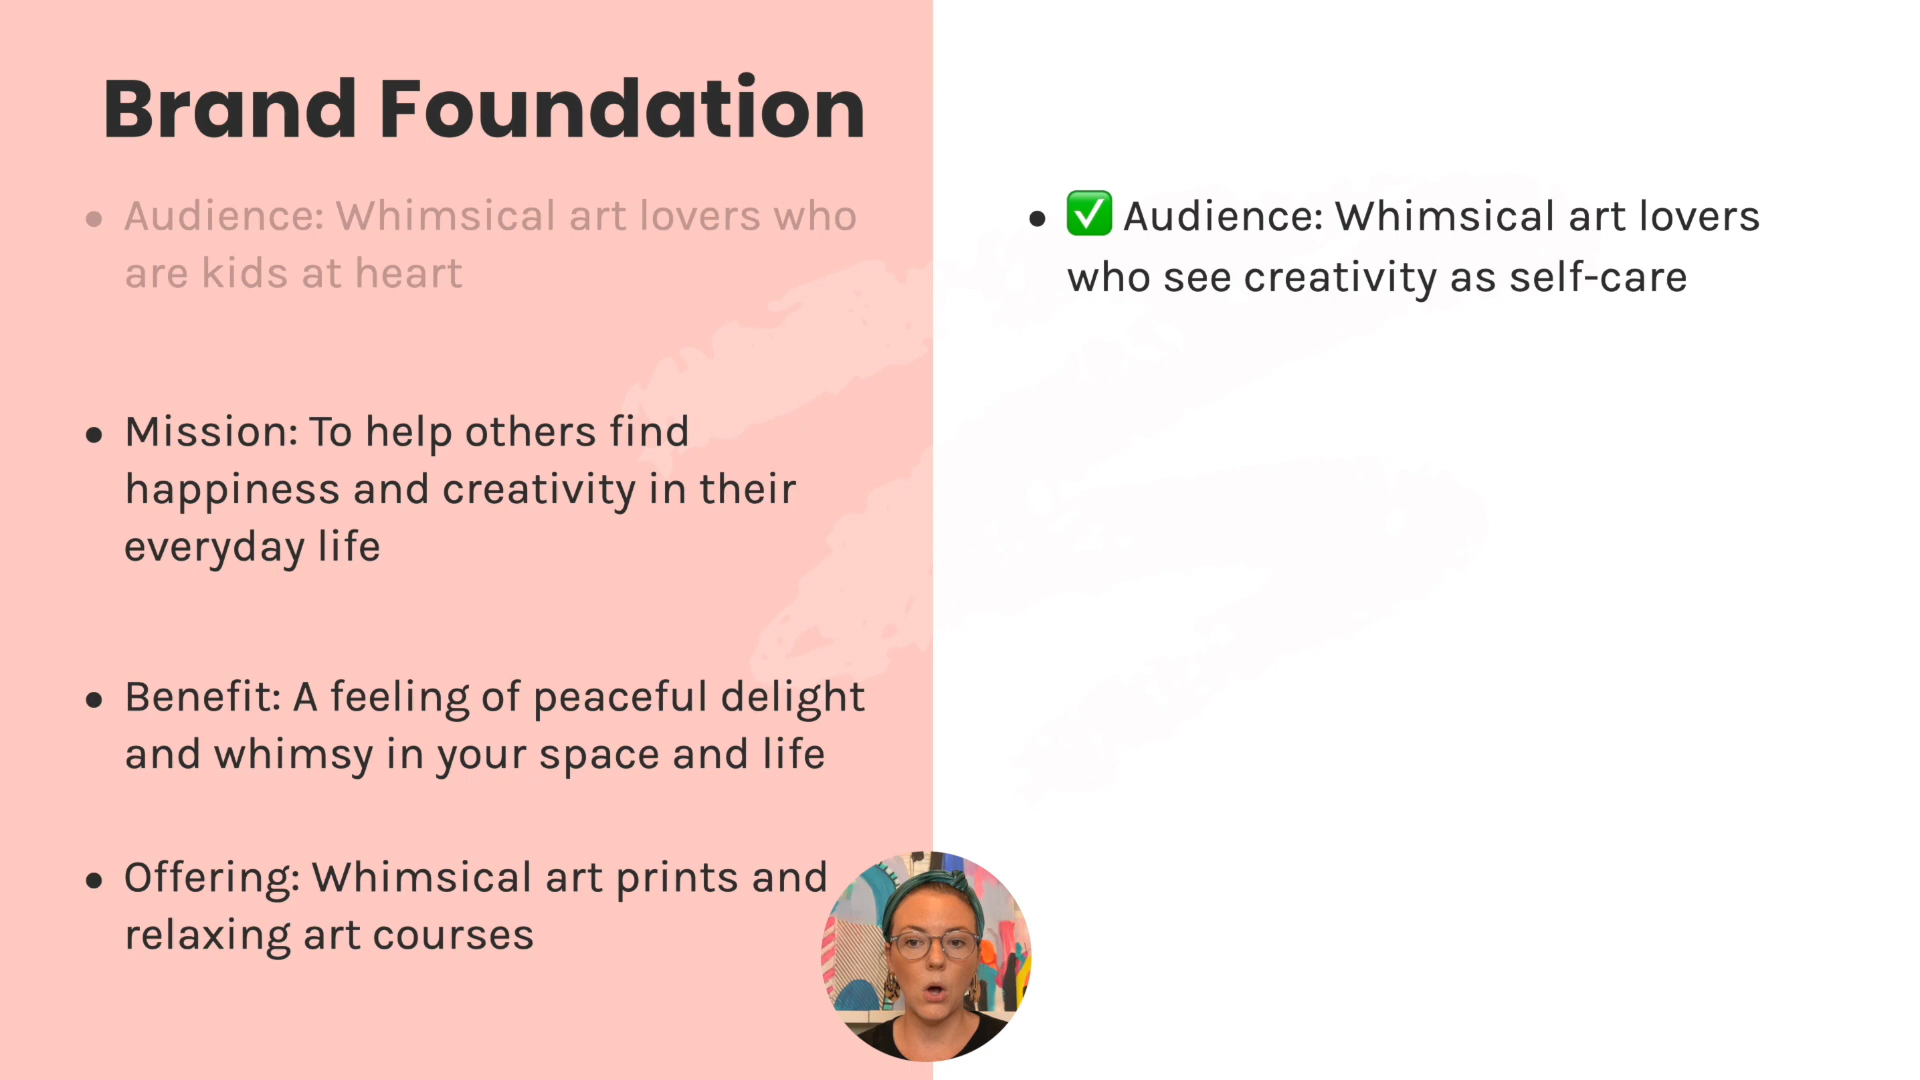 Brand Foundation
• Audience: Whimsical art lovers who
are kids at heart
• Mission: To help others find
happiness and creativity in their
everyday life
• Benefit: A feeling of peaceful delight
and whimsy in your space and life
• Offering: Whimsical art prints and
relaxing art courses
• ✅ Audience: Whimsical art lovers
who see creativity as self-care